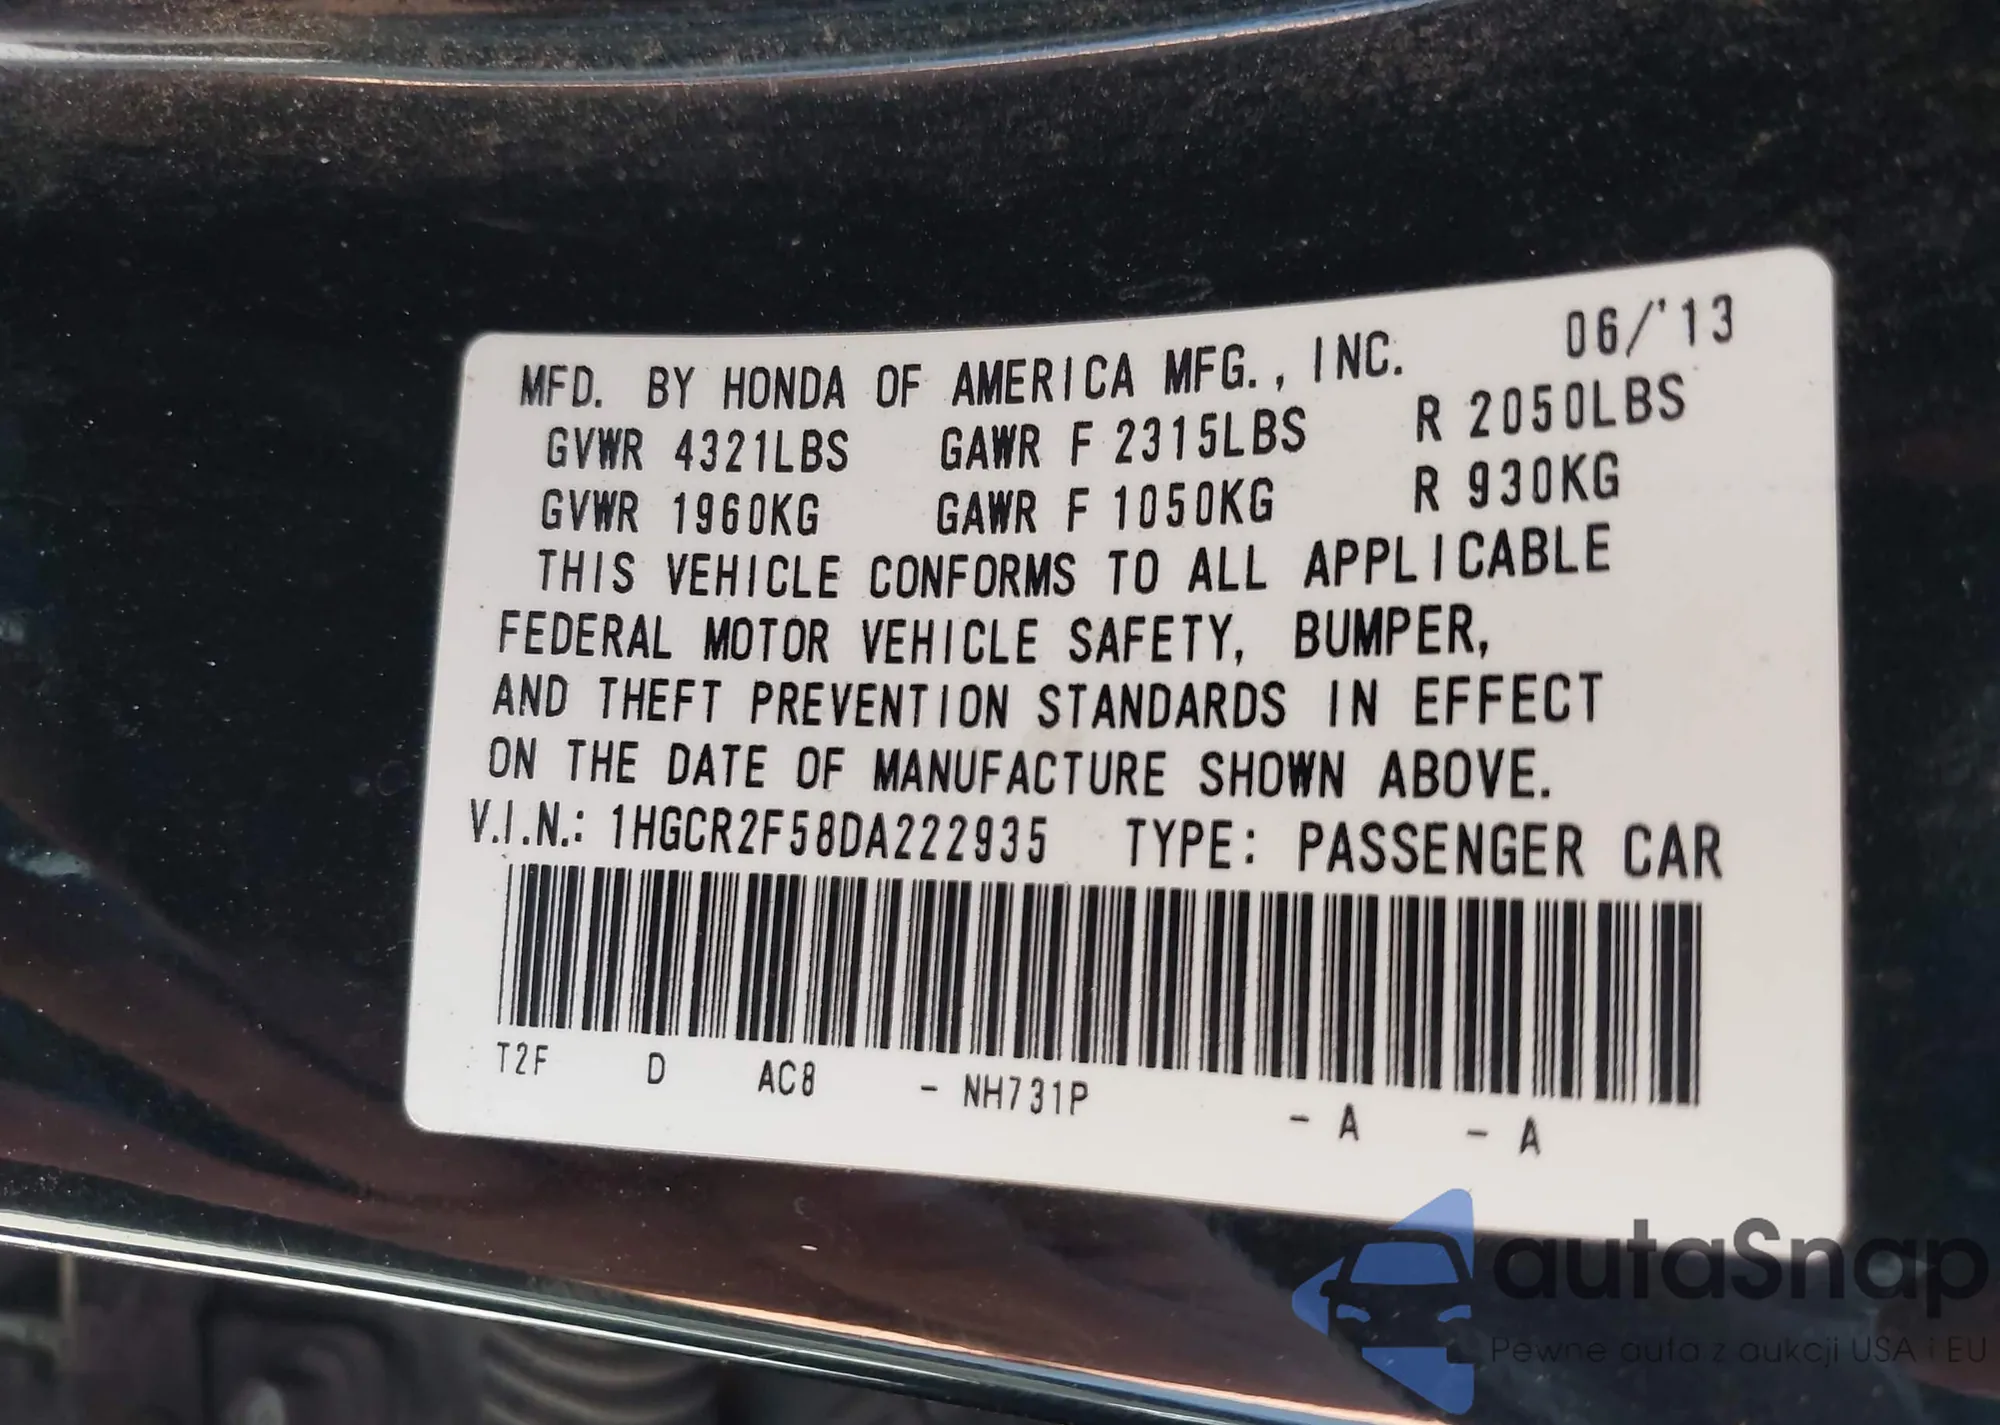 06/'13
MFD. BY HONDA OF AMERICA MFG., INC.
GVWR 4321LBS GAWR F 2315LBS R 2050LBS
GVWR 1960KG GAWR F 1050KG R 930KG
THIS VEHICLE CONFORMS TO ALL APPLICABLE
FEDERAL MOTOR VEHICLE SAFETY, BUMPER,
AND THEFT PREVENTION STANDARDS IN EFFECT
ON THE DATE OF MANUFACTURE SHOWN ABOVE.
V.I.N.: 1HGCR2F58DA222935 TYPE: PASSENGER CAR
T2F D AC8 - NH731P - A - A
autaSnap
Pewne auta z aukcji USA i EU